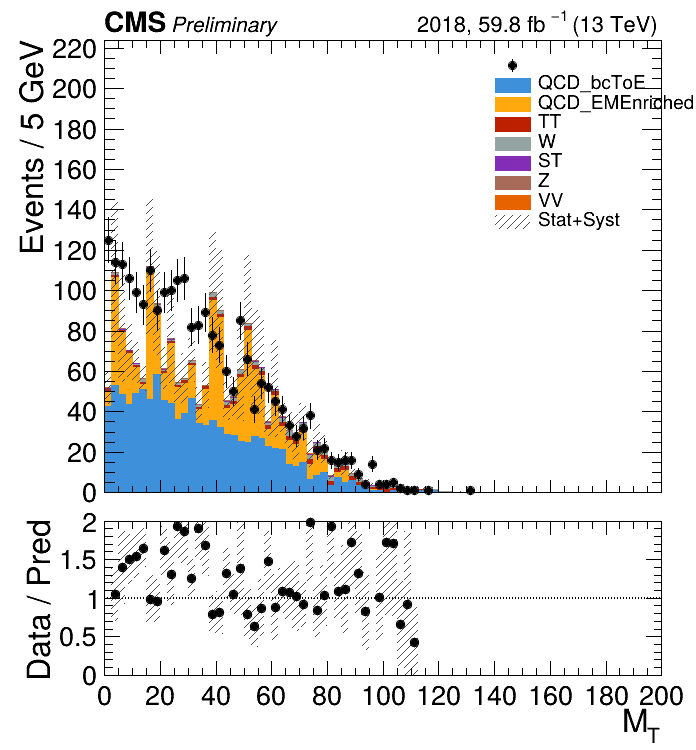 CMS Preliminary 2018, 59.8 fb⁻¹ (13 TeV)
Events / 5 GeV
220
200
180
160
140
120
100
80
60
40
20
0
QCD_bcToE
QCD_EMEnriched
TT
W
ST
Z
VV
Stat+Syst
Data / Pred
2
1.5
1
0.5
0
0 20 40 60 80 100 120 140 160 180 200
M_T